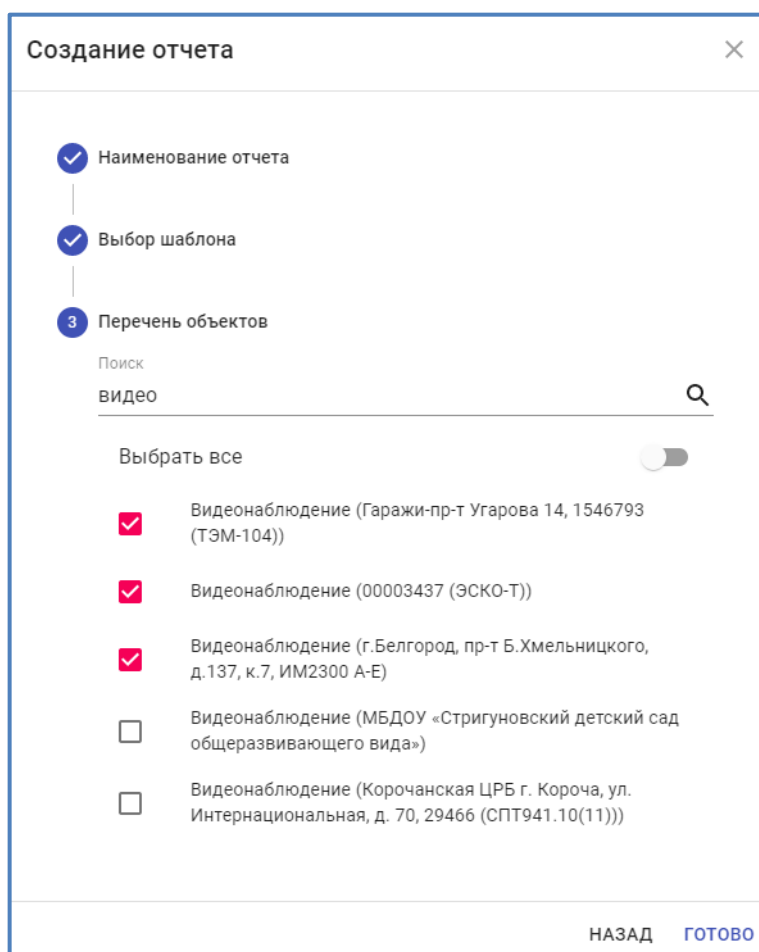 Создание отчета
Наименование отчета
Выбор шаблона
3 Перечень объектов
Поиск
видео
Выбрать все
Видеонаблюдение (Гаражи-пр-т Угарова 14, 1546793
(ТЭМ-104))
Видеонаблюдение (00003437 (ЭСКО-Т))
Видеонаблюдение (г.Белгород, пр-т Б.Хмельницкого,
д.137, к.7, ИМ2300 А-Е)
Видеонаблюдение (МБДОУ «Стригуновский детский сад
общеразвивающего вида»)
Видеонаблюдение (Корочанская ЦРБ г. Короча, ул.
Интернациональная, д. 70, 29466 (СПТ941.10(11)))
НАЗАД ГОТОВО